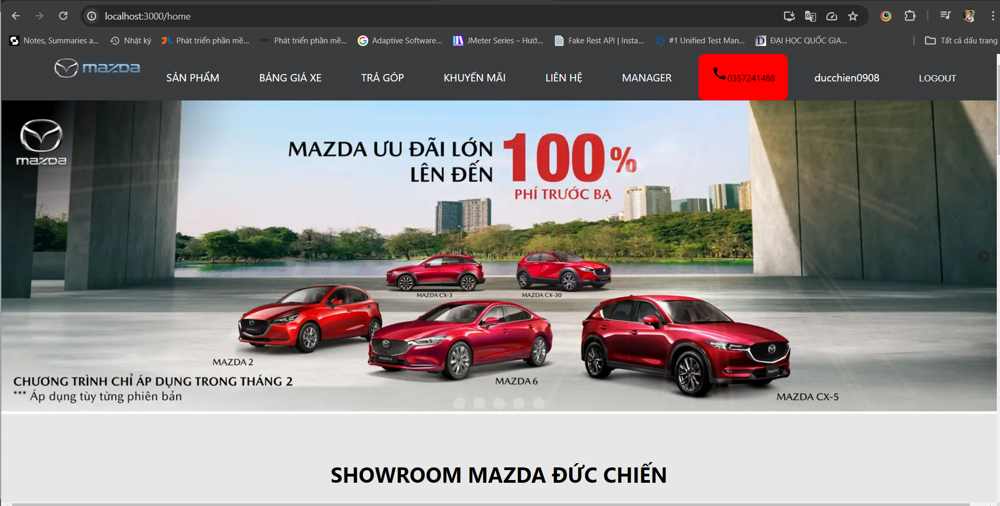 localhost:3000/home
Notes, Summaries a... Nhật ký Phát triển phần mề... digite Phát triển phần mề... Adaptive Software... JMeter Series – Hướ... Fake Rest API | Insta... #1 Unified Test Man... ĐẠI HỌC QUỐC GIA... Tất cả dấu trang
mazda SẢN PHẨM BẢNG GIÁ XE TRẢ GÓP KHUYẾN MÃI LIÊN HỆ MANAGER 0357241488 ducchien0908 LOGOUT
mazda
MAZDA ƯU ĐÃI LỚN
LÊN ĐẾN
100%
PHÍ TRƯỚC BẠ
MAZDA CX-3
MAZDA CX-30
MAZDA 2
MAZDA 6
MAZDA CX-5
CHƯƠNG TRÌNH CHỈ ÁP DỤNG TRONG THÁNG 2
*** Áp dụng tùy từng phiên bản
SHOWROOM MAZDA ĐỨC CHIẾN